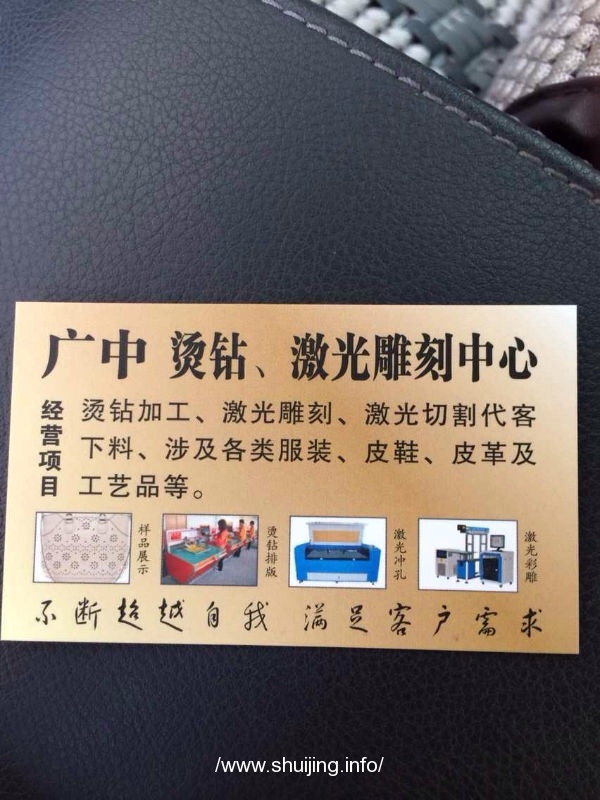 广中 烫钻、激光雕刻中心
经营项目
烫钻加工、激光雕刻、激光切割代客
下料、涉及各类服装、皮鞋、皮革及
工艺品等。
样品展示
烫钻排版
激光冲孔
激光彩雕
不断超越自我 满足客户需求
/www.shuijing.info/